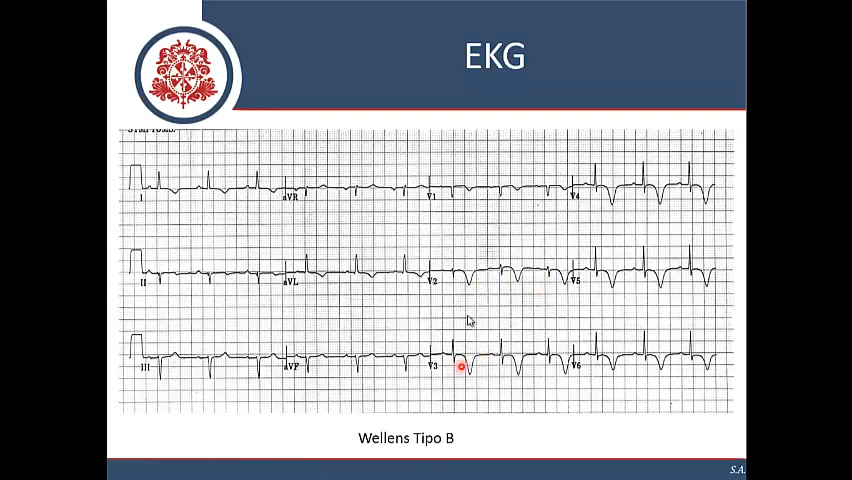 EKG
I
aVR
V1
V4
II
aVL
V2
V5
III
aVF
V3
V6
Wellens Tipo B
S.A.